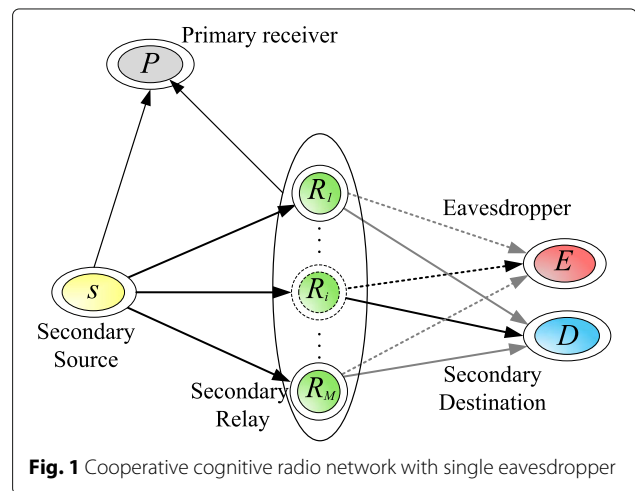 Primary receiver
P
R1
Eavesdropper
E
s
Ri
Secondary
Source
D
Secondary
Relay
RM
Secondary
Destination
Fig. 1 Cooperative cognitive radio network with single eavesdropper